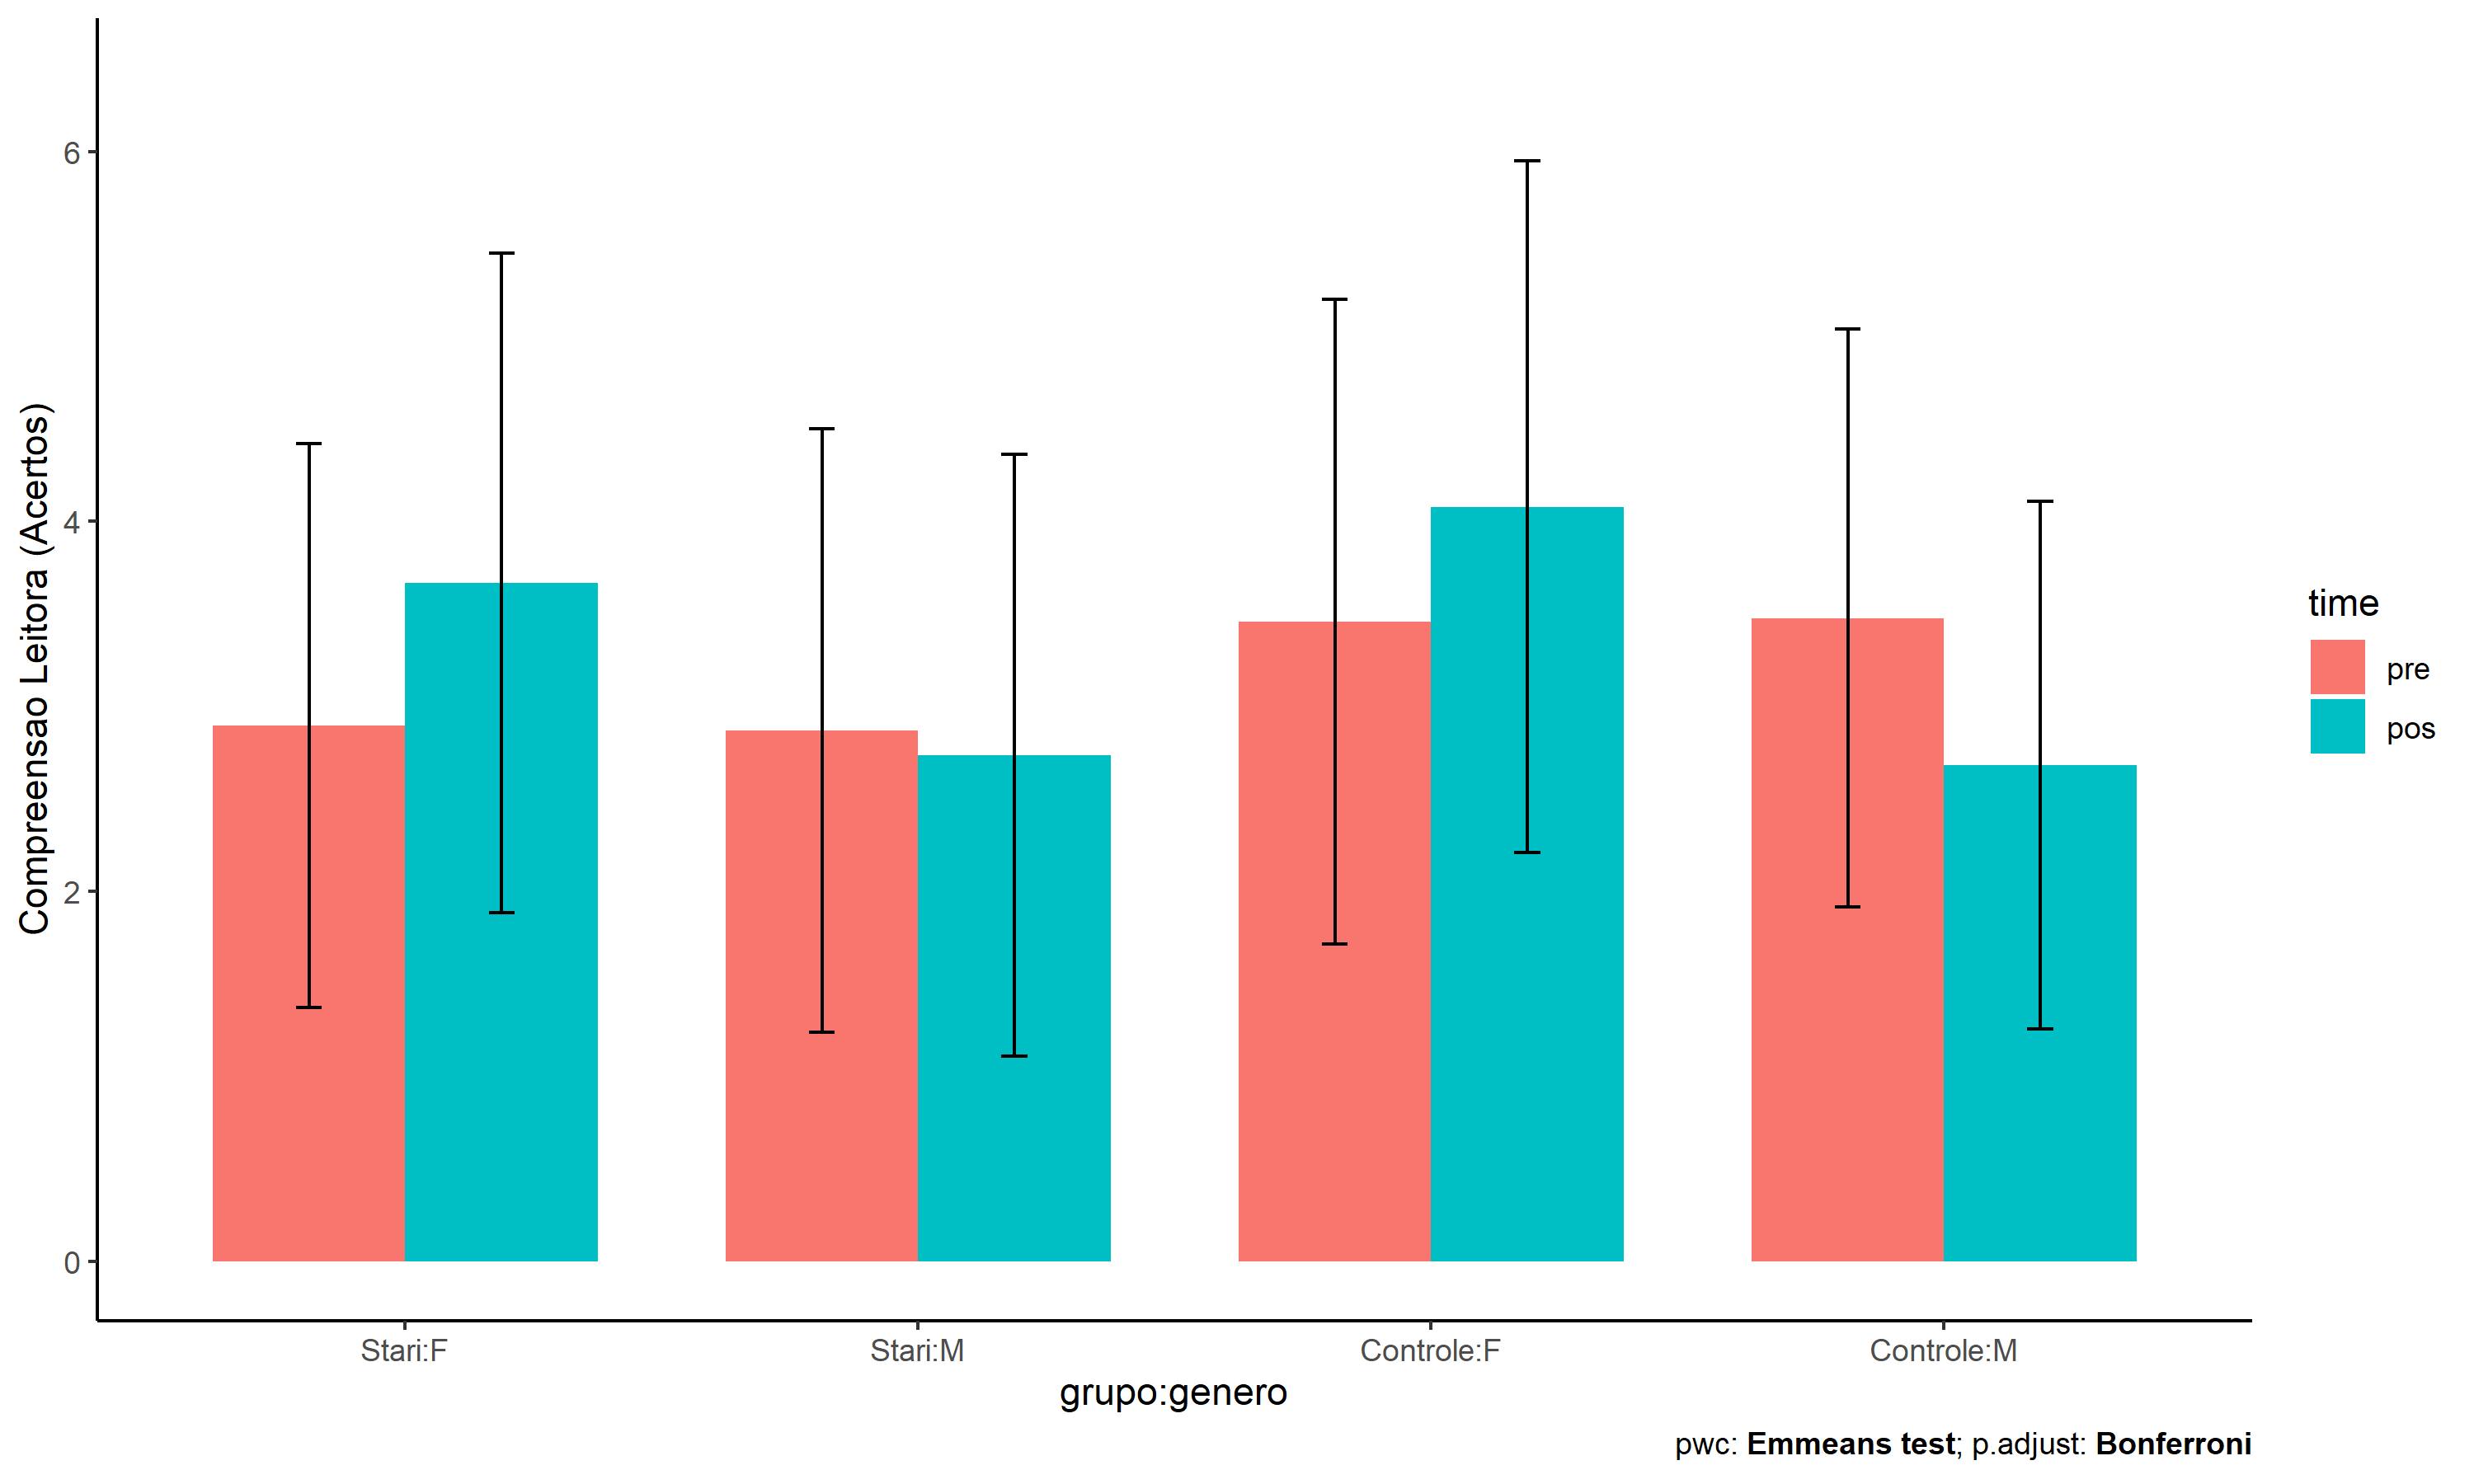 Compreensao Leitora (Acertos)
6
4
2
0
Stari:F
Stari:M
Controle:F
Controle:M
grupo:genero
time
pre
pos
pwc: Emmeans test; p.adjust: Bonferroni